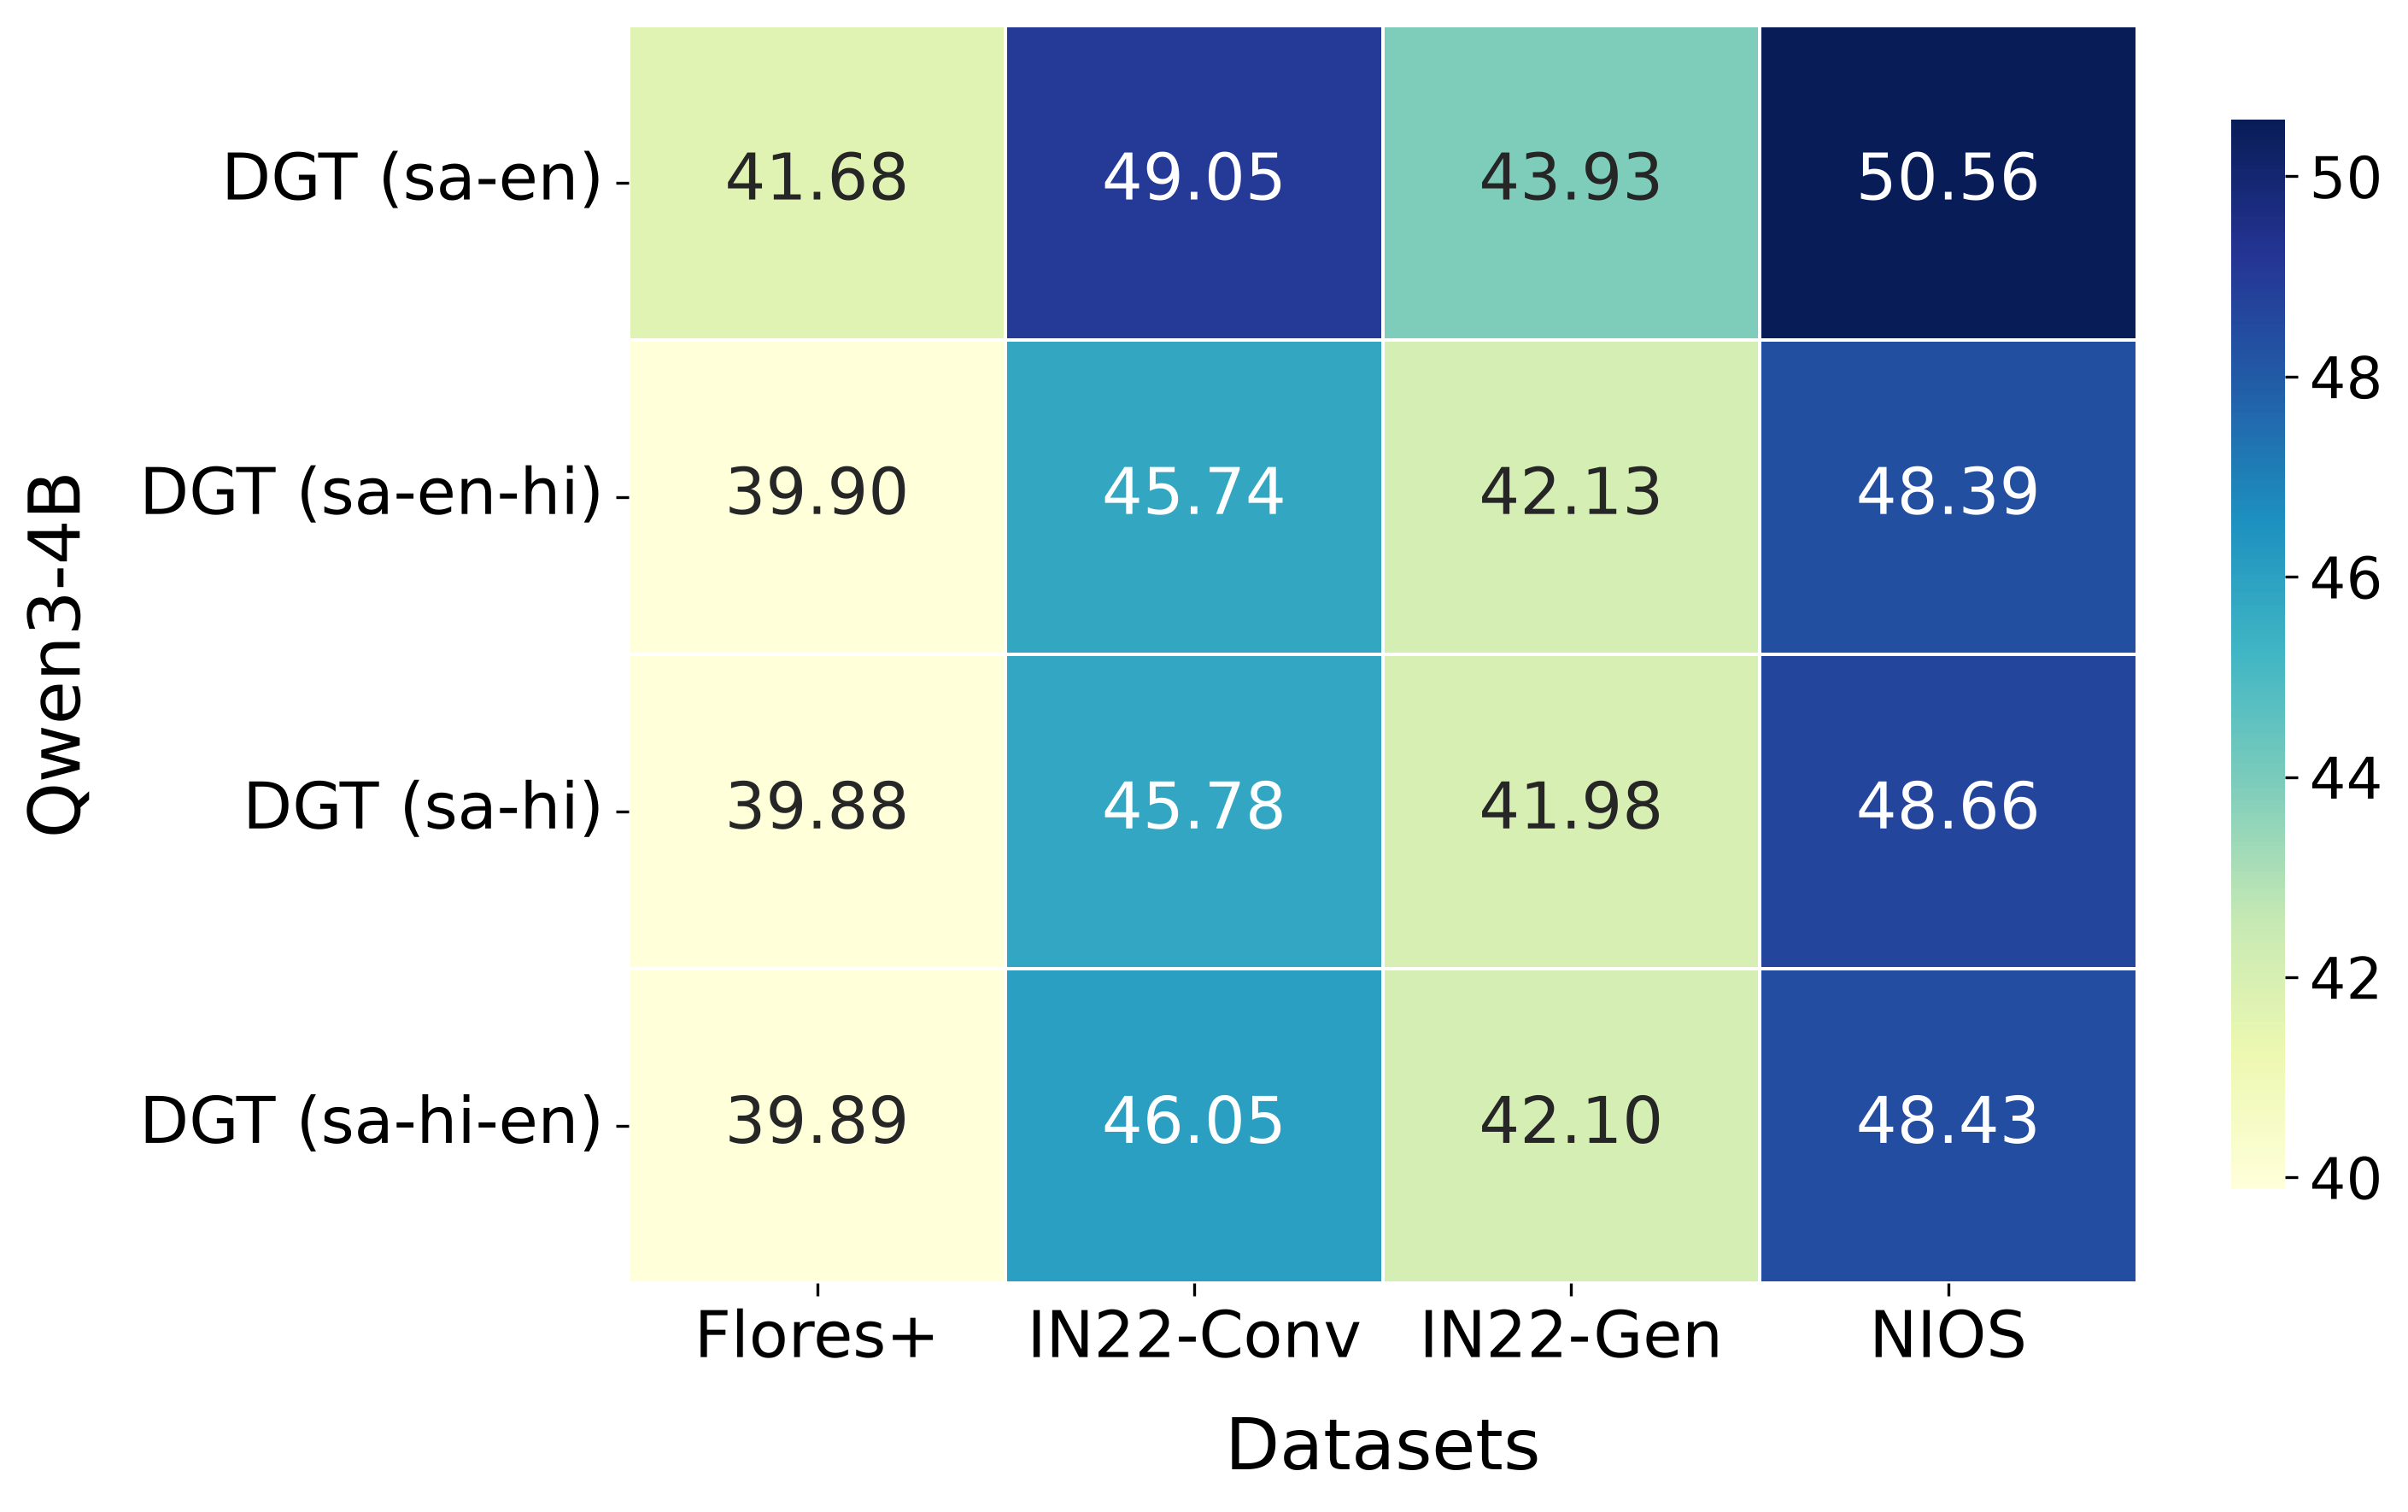 Qwen3-4B
DGT (sa-en) 41.68 49.05 43.93 50.56
DGT (sa-en-hi) 39.90 45.74 42.13 48.39
DGT (sa-hi) 39.88 45.78 41.98 48.66
DGT (sa-hi-en) 39.89 46.05 42.10 48.43
Flores+ IN22-Conv IN22-Gen NIOS
Datasets
50
48
46
44
42
40